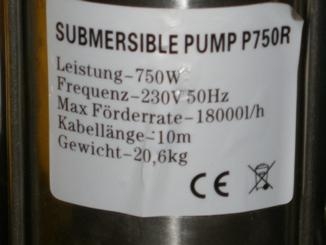 SUBMERSIBLE PUMP P750R
Leistung-750W
Frequenz-230V 50Hz
Max Förderrate-18000l/h
Kabellänge-10m
Gewicht-20,6kg
CE